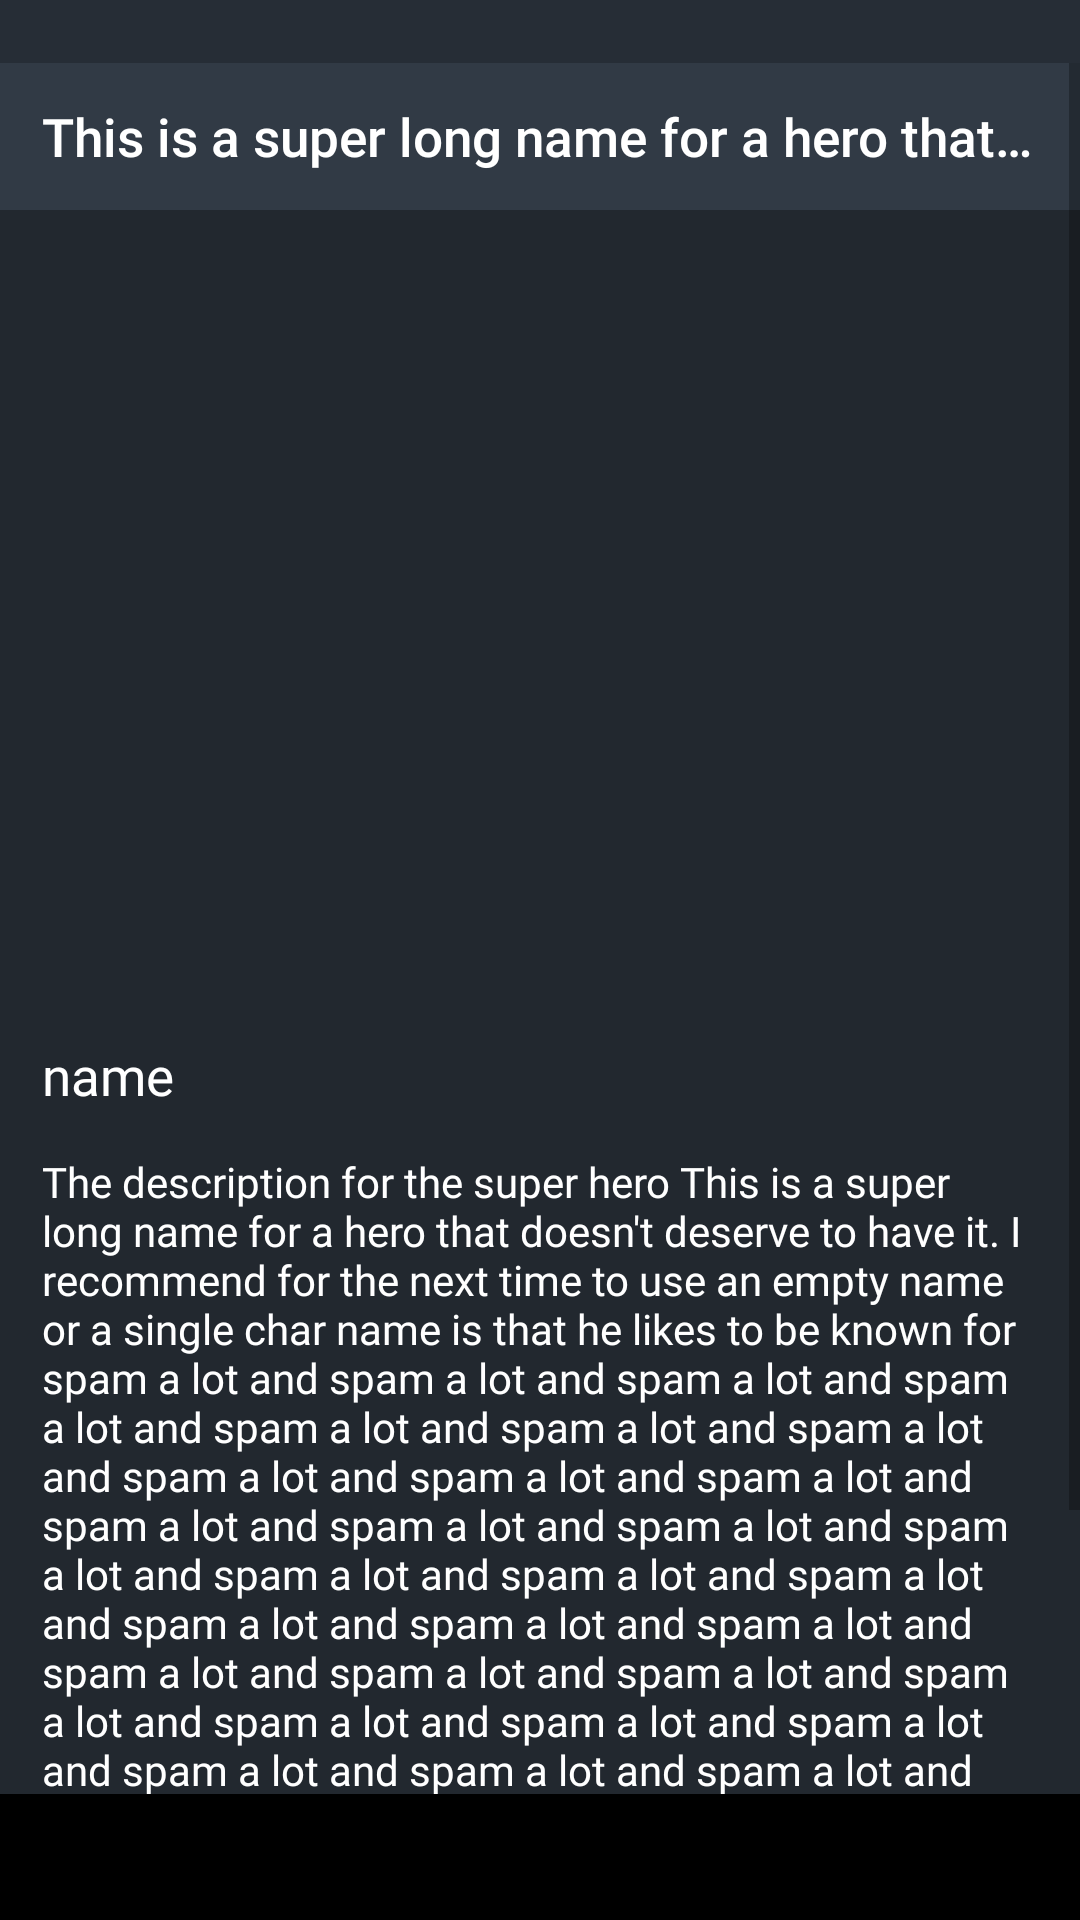 This is a super long name for a hero that...
name
The description for the super hero This is a super
long name for a hero that doesn't deserve to have it. I
recommend for the next time to use an empty name
or a single char name is that he likes to be known for
spam a lot and spam a lot and spam a lot and spam
a lot and spam a lot and spam a lot and spam a lot
and spam a lot and spam a lot and spam a lot and
spam a lot and spam a lot and spam a lot and spam
a lot and spam a lot and spam a lot and spam a lot
and spam a lot and spam a lot and spam a lot and
spam a lot and spam a lot and spam a lot and spam
a lot and spam a lot and spam a lot and spam a lot
and spam a lot and spam a lot and spam a lot and